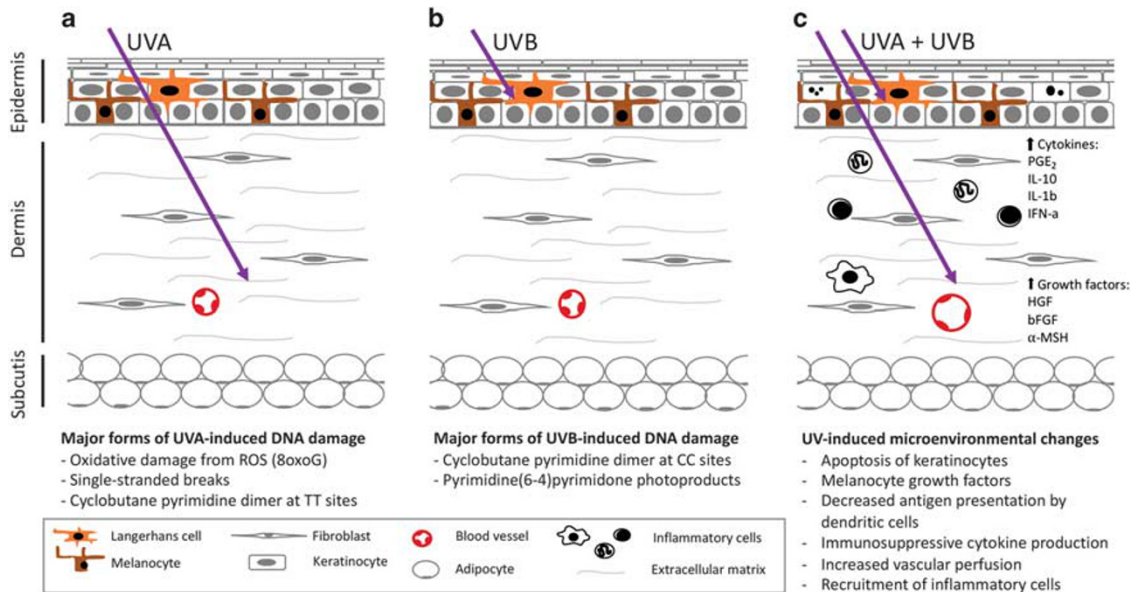 a
UVA
b
UVB
c
UVA + UVB
Epidermis
Dermis
Subcutis
⬆ Cytokines:
PGE₂
IL-10
IL-1b
IFN-a
⬆ Growth factors:
HGF
bFGF
α-MSH
Major forms of UVA-induced DNA damage
- Oxidative damage from ROS (8oxoG)
- Single-stranded breaks
- Cyclobutane pyrimidine dimer at TT sites
Major forms of UVB-induced DNA damage
- Cyclobutane pyrimidine dimer at CC sites
- Pyrimidine(6-4)pyrimidone photoproducts
UV-induced microenvironmental changes
- Apoptosis of keratinocytes
- Melanocyte growth factors
- Decreased antigen presentation by
dendritic cells
- Immunosuppressive cytokine production
- Increased vascular perfusion
- Recruitment of inflammatory cells
Langerhans cell
Fibroblast
Blood vessel
Inflammatory cells
Melanocyte
Keratinocyte
Adipocyte
Extracellular matrix